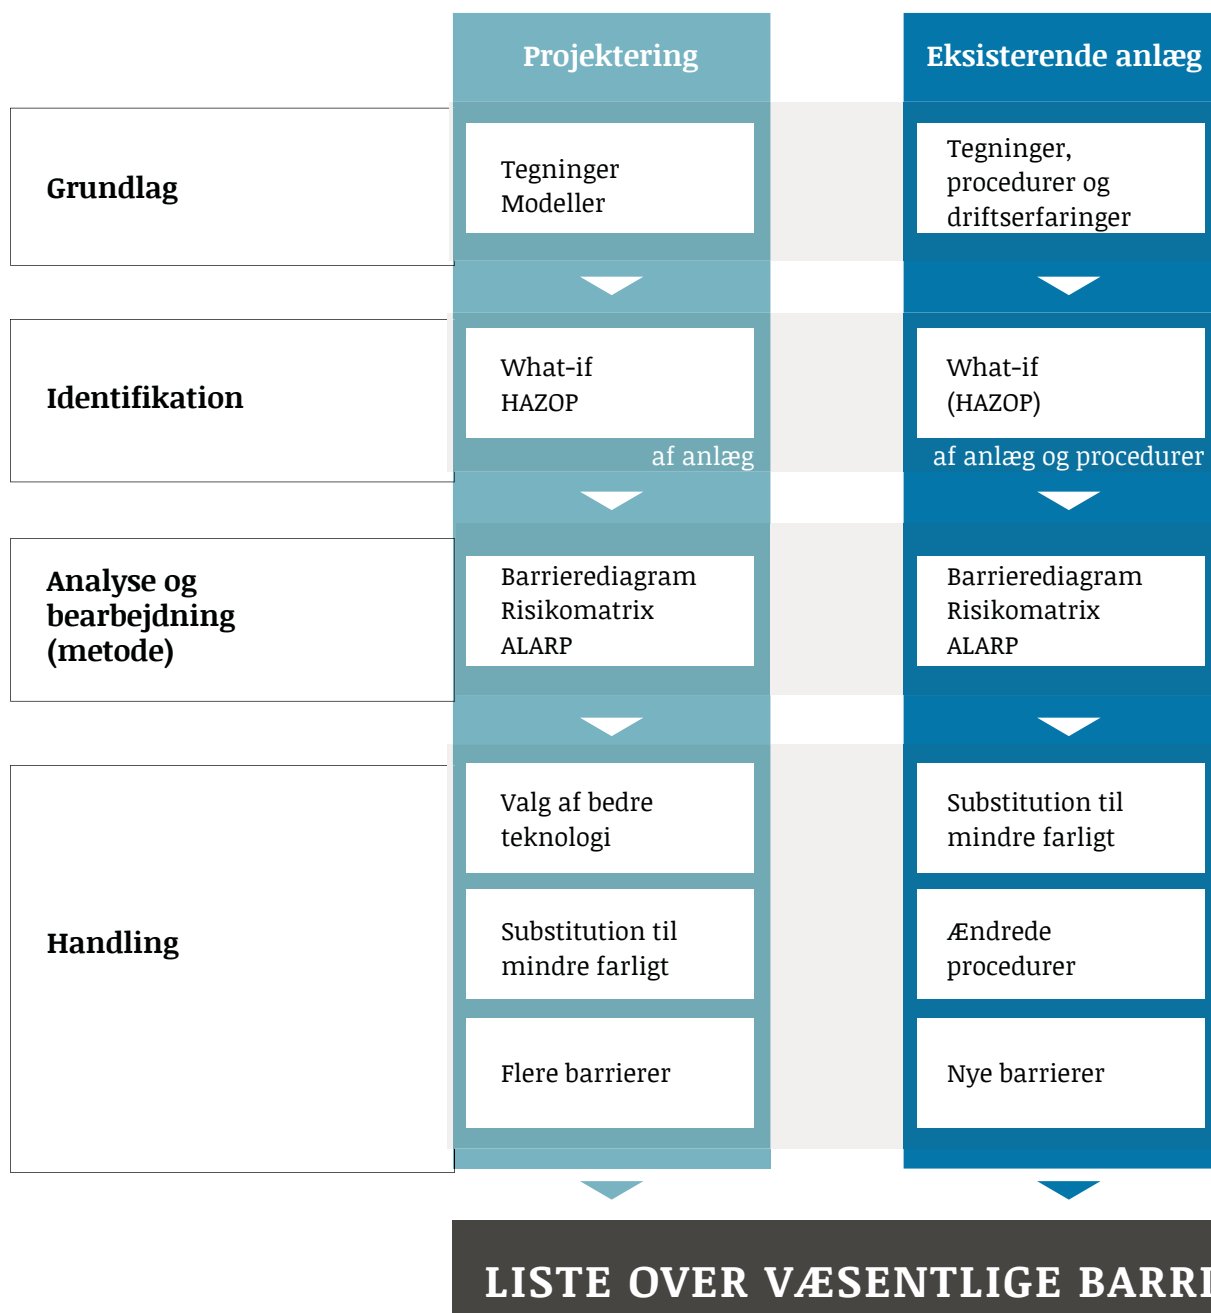 Projektering
Eksisterende anlæg
Grundlag
Tegninger
Modeller
Tegninger,
procedurer og
driftserfaringer
Identifikation
What-if
HAZOP
af anlæg
What-if
(HAZOP)
af anlæg og procedurer
Analyse og
bearbejdning
(metode)
Barrierediagram
Risikomatrix
ALARP
Barrierediagram
Risikomatrix
ALARP
Handling
Valg af bedre
teknologi
Substitution til
mindre farligt
Flere barrierer
Substitution til
mindre farligt
Ændrede
procedurer
Nye barrierer
LISTE OVER VÆSENTLIGE BARRI